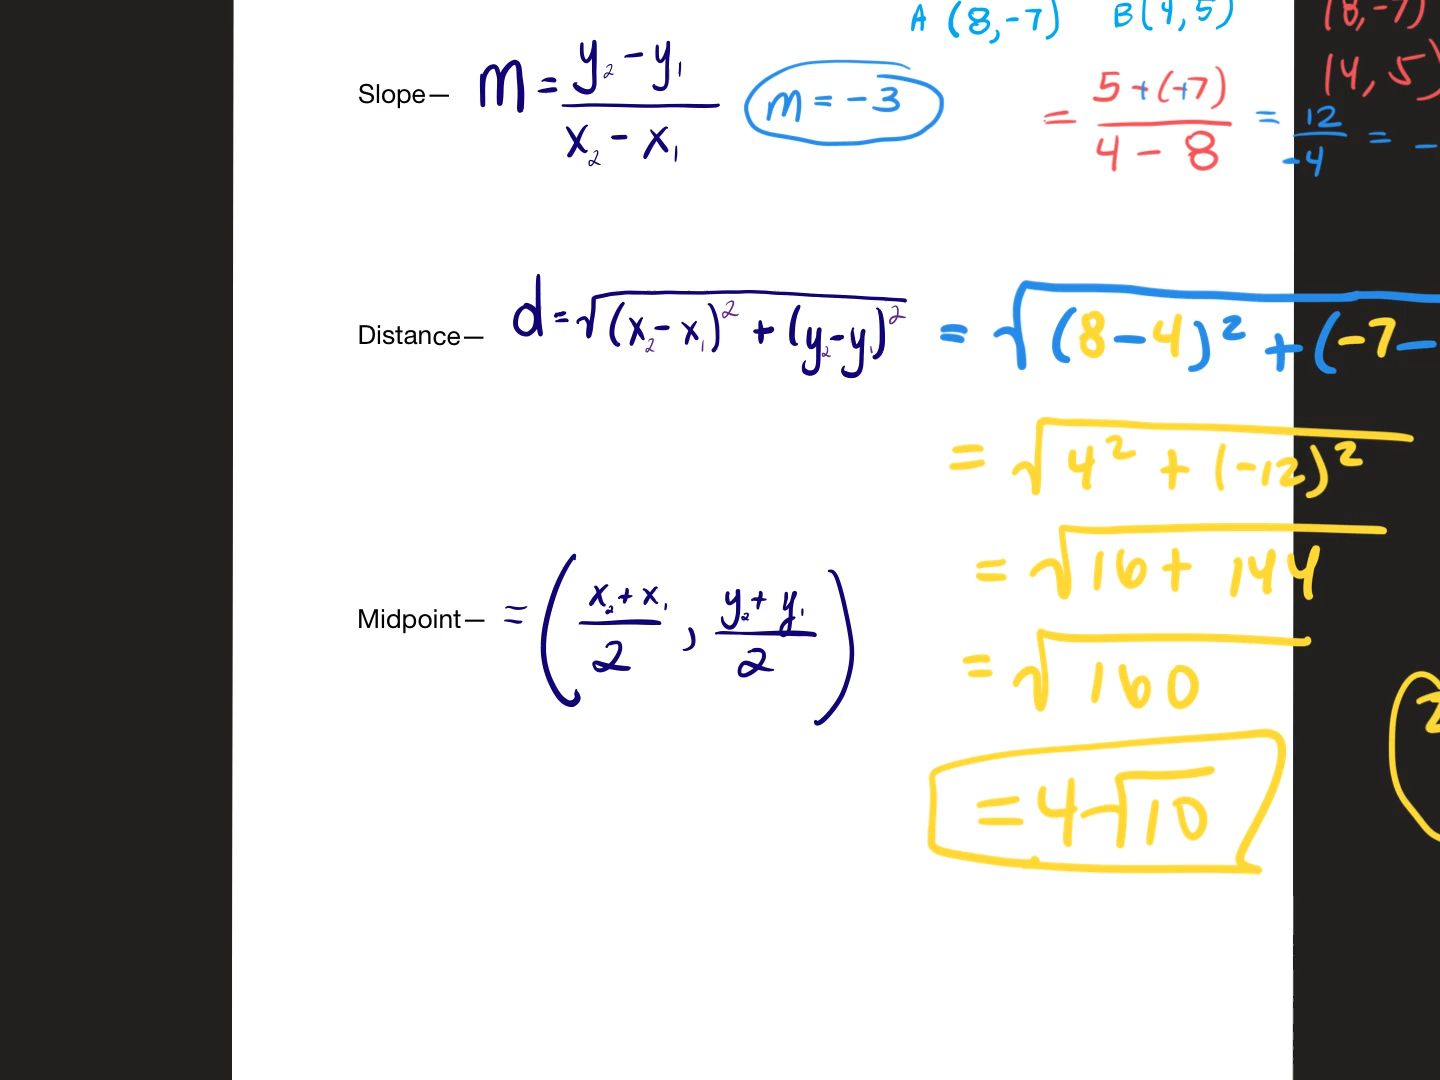 A (8,-7) B(4,5) (8,-7)
(4,5)
Slope— m = (y₂ - y₁)/(x₂ - x₁) m = -3 = (5+(+7))/(4-8) = 12/-4 = -
Distance— d = √((x₂ - x₁)² + (y₂ - y₁)²) = √((8-4)² + (-7-
= √(4² + (-12)²)
= √(16 + 144)
Midpoint— = ((x₂ + x₁)/2 , (y₂ + y₁)/2)
= √160
= 4√10